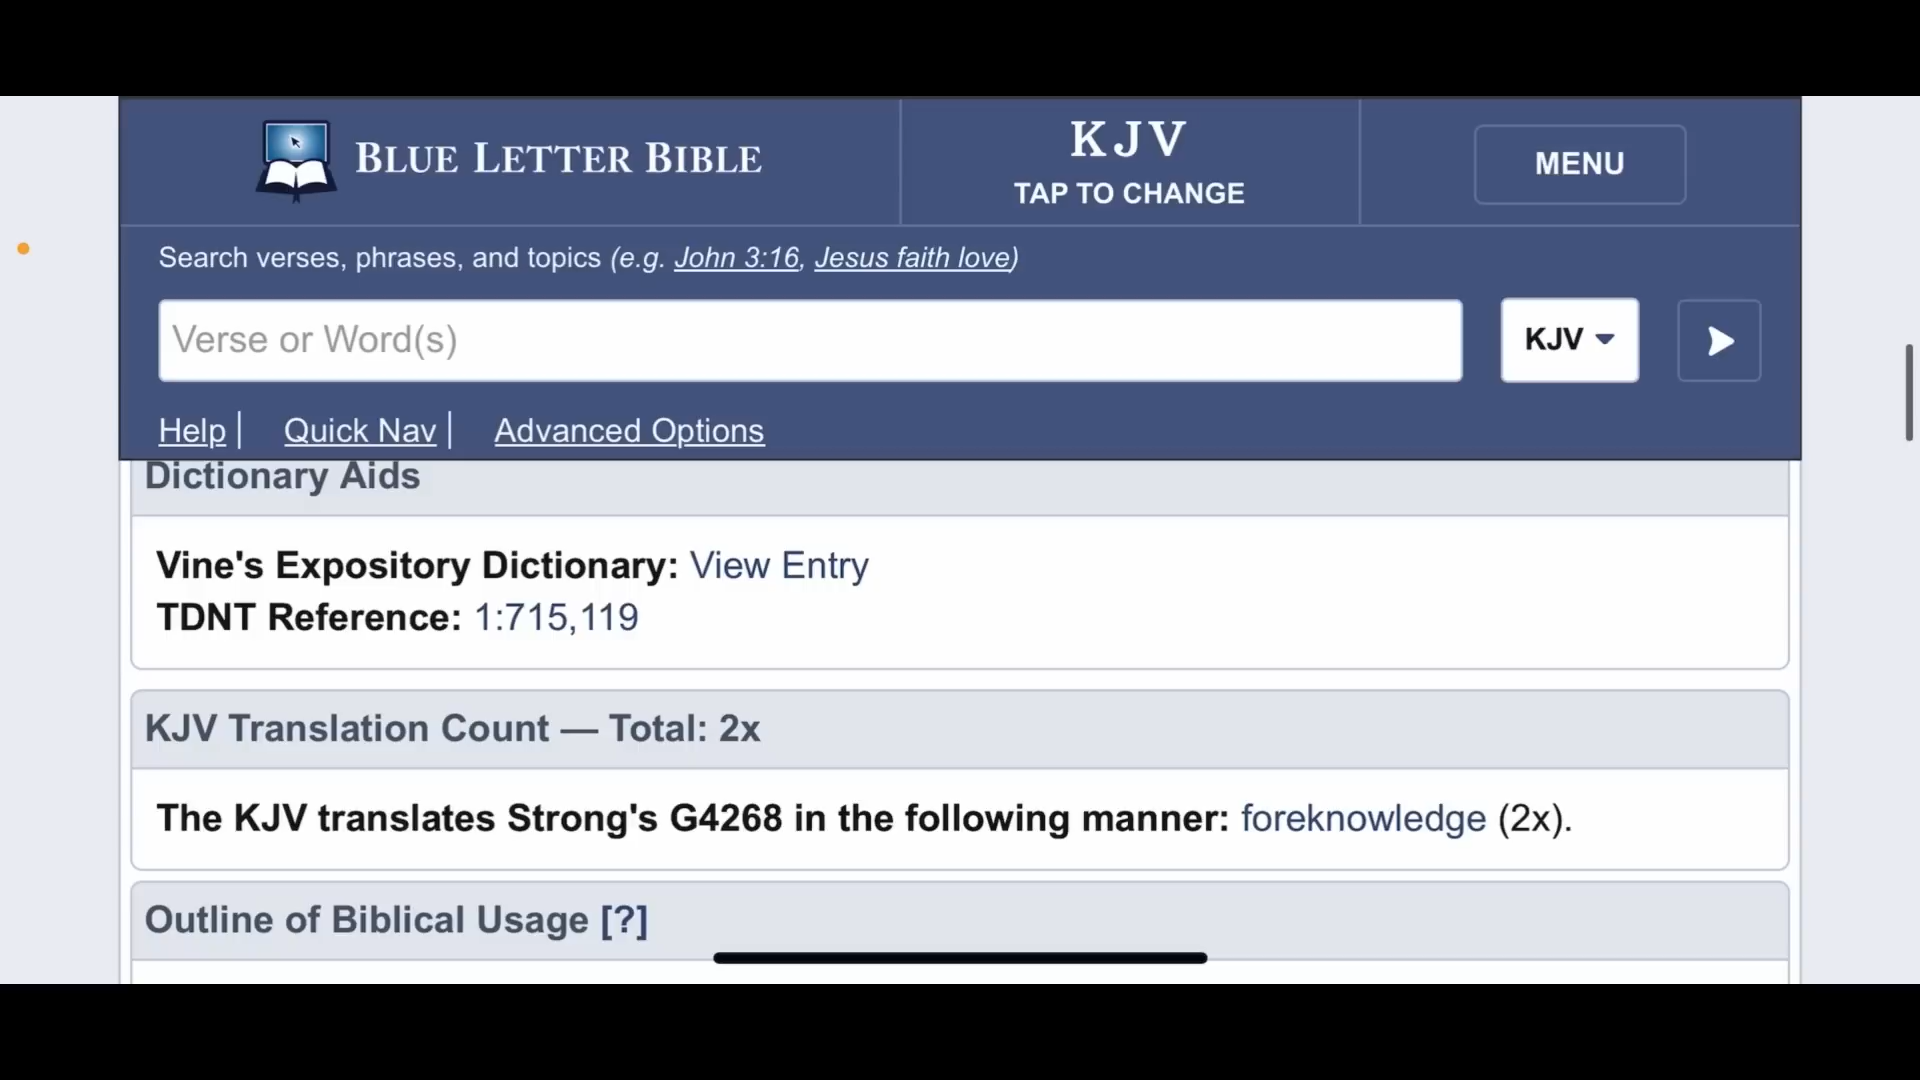 BLUE LETTER BIBLE
KJV
TAP TO CHANGE
MENU
Search verses, phrases, and topics (e.g. John 3:16, Jesus faith love)
Verse or Word(s)
KJV
Help| Quick Nav| Advanced Options
Dictionary Aids
Vine's Expository Dictionary: View Entry
TDNT Reference: 1:715,119
KJV Translation Count — Total: 2x
The KJV translates Strong's G4268 in the following manner: foreknowledge (2x).
Outline of Biblical Usage [?]